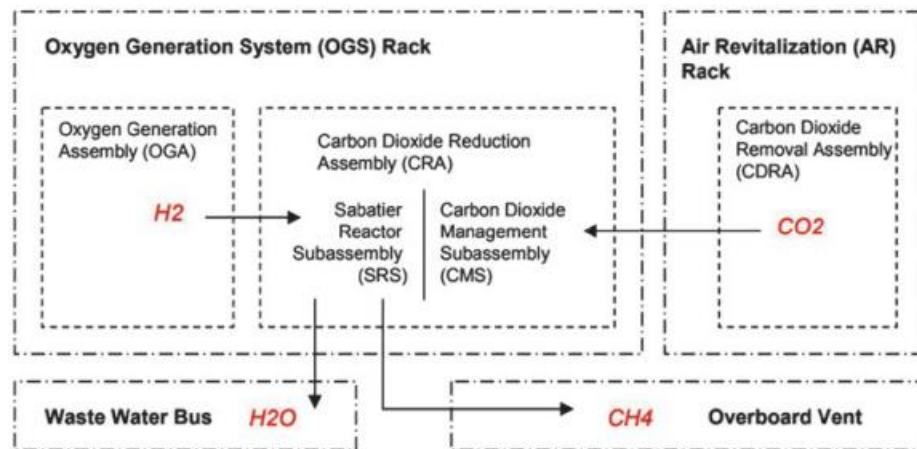 Oxygen Generation System (OGS) Rack
Air Revitalization (AR)
Rack
Oxygen Generation
Assembly (OGA)
H2
Carbon Dioxide Reduction
Assembly (CRA)
Sabatier
Reactor
Subassembly
(SRS)
Carbon Dioxide
Management
Subassembly
(CMS)
Carbon Dioxide
Removal Assembly
(CDRA)
CO2
Waste Water Bus
H2O
CH4
Overboard Vent